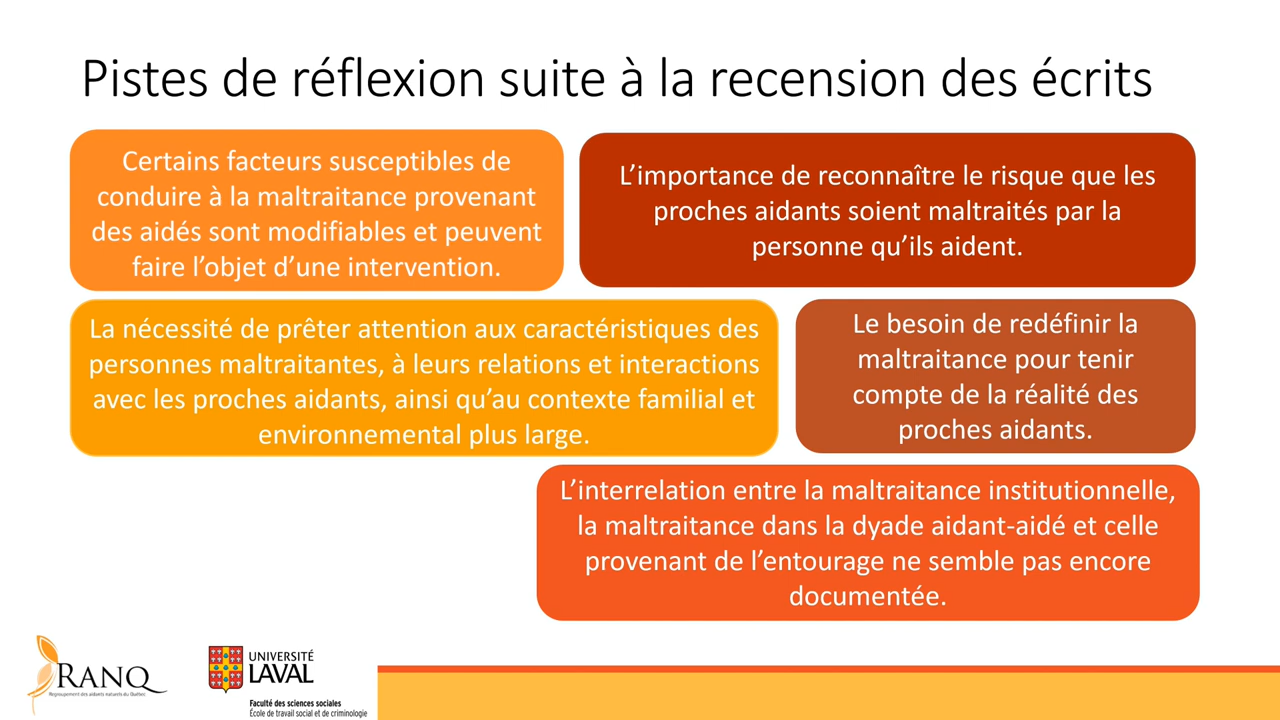 Pistes de réflexion suite à la recension des écrits
Certains facteurs susceptibles de
conduire à la maltraitance provenant
des aidés sont modifiables et peuvent
faire l’objet d’une intervention.
L’importance de reconnaître le risque que les
proches aidants soient maltraités par la
personne qu’ils aident.
La nécessité de prêter attention aux caractéristiques des
personnes maltraitantes, à leurs relations et interactions
avec les proches aidants, ainsi qu’au contexte familial et
environnemental plus large.
Le besoin de redéfinir la
maltraitance pour tenir
compte de la réalité des
proches aidants.
L’interrelation entre la maltraitance institutionnelle,
la maltraitance dans la dyade aidant-aidé et celle
provenant de l’entourage ne semble pas encore
documentée.
RANQ
Regroupement des aidants naturels du Québec
UNIVERSITÉ
LAVAL
Faculté des sciences sociales
École de travail social et de criminologie